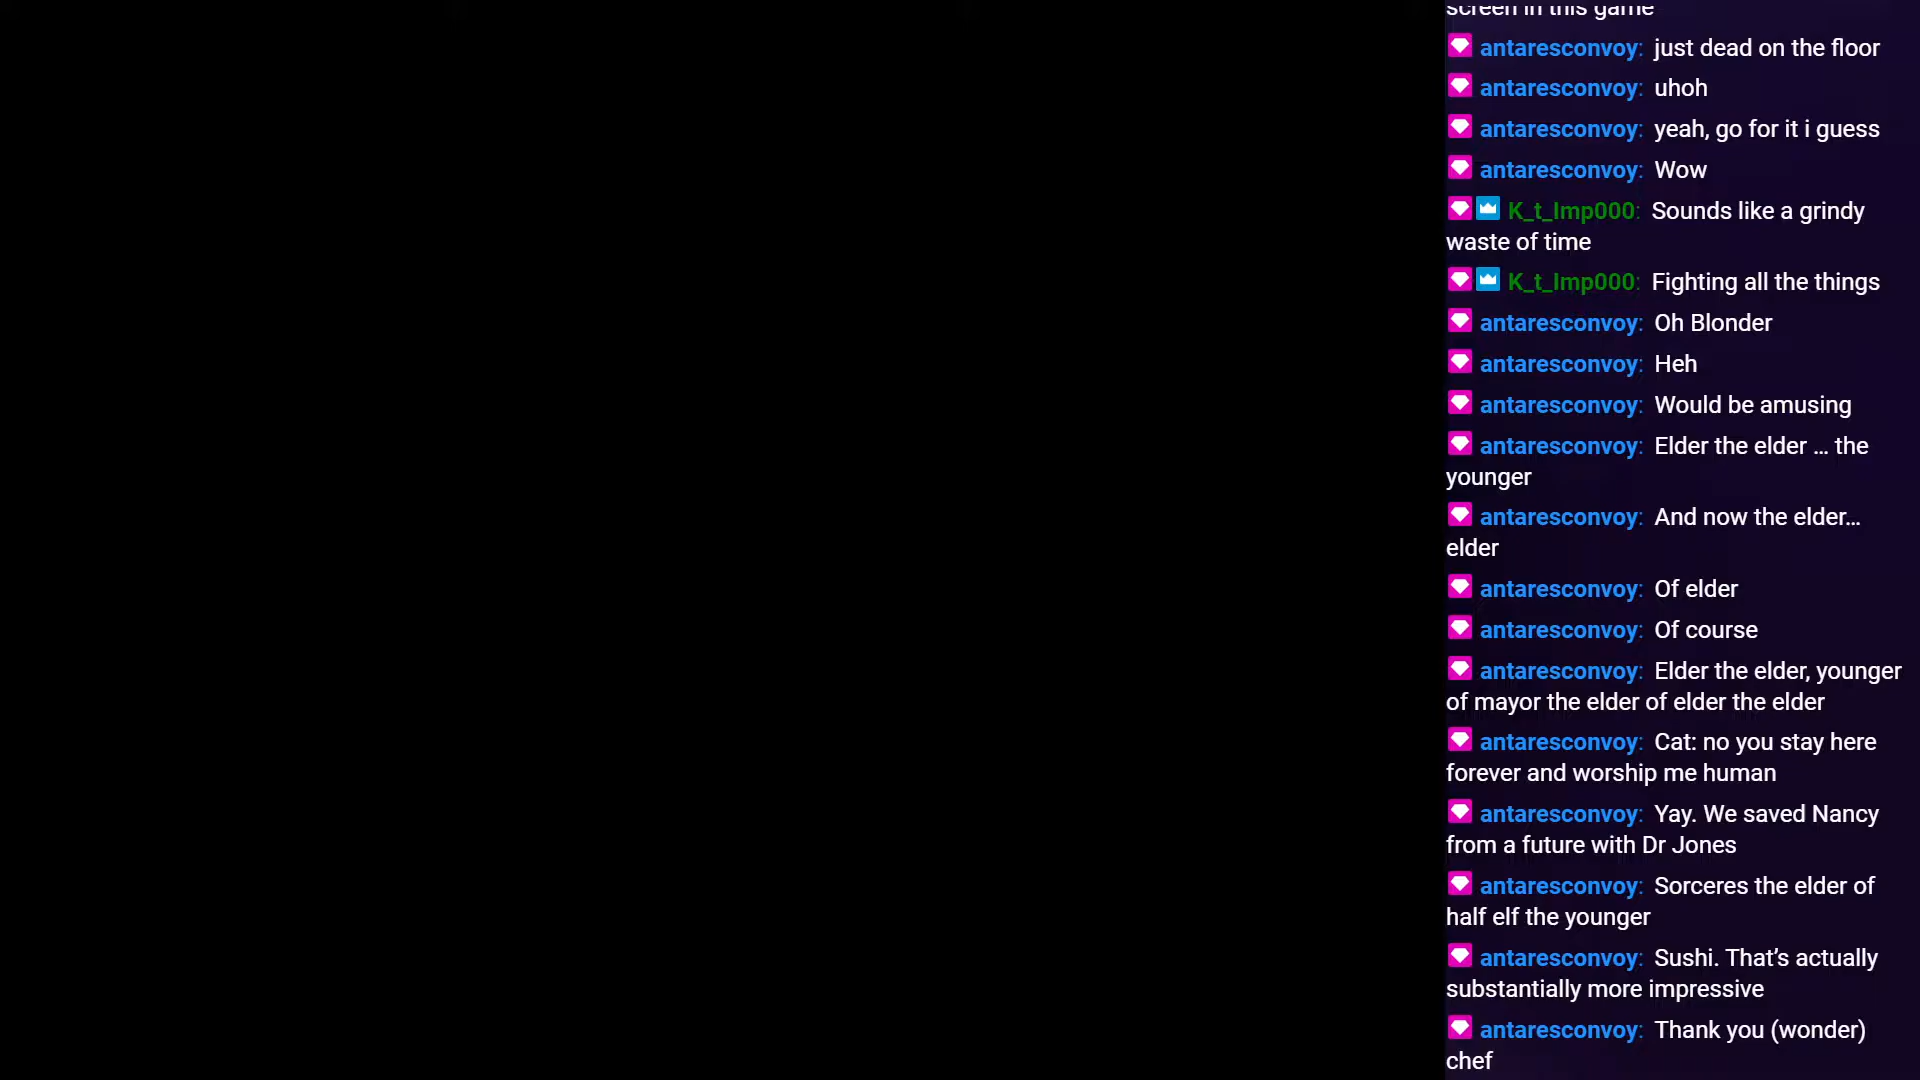 screen in this game
antaresconvoy: just dead on the floor
antaresconvoy: uhoh
antaresconvoy: yeah, go for it i guess
antaresconvoy: Wow
K_t_Imp000: Sounds like a grindy
waste of time
K_t_Imp000: Fighting all the things
antaresconvoy: Oh Blonder
antaresconvoy: Heh
antaresconvoy: Would be amusing
antaresconvoy: Elder the elder … the
younger
antaresconvoy: And now the elder…
elder
antaresconvoy: Of elder
antaresconvoy: Of course
antaresconvoy: Elder the elder, younger
of mayor the elder of elder the elder
antaresconvoy: Cat: no you stay here
forever and worship me human
antaresconvoy: Yay. We saved Nancy
from a future with Dr Jones
antaresconvoy: Sorceres the elder of
half elf the younger
antaresconvoy: Sushi. That’s actually
substantially more impressive
antaresconvoy: Thank you (wonder)
chef